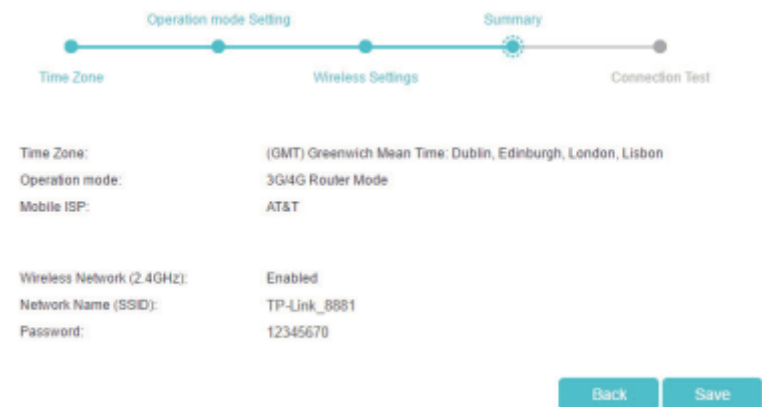 Operation mode Setting Summary
Time Zone Wireless Settings Connection Test
Time Zone: (GMT) Greenwich Mean Time: Dublin, Edinburgh, London, Lisbon
Operation mode: 3G/4G Router Mode
Mobile ISP: AT&T
Wireless Network (2.4GHz): Enabled
Network Name (SSID): TP-Link_8881
Password: 12345670
Back Save